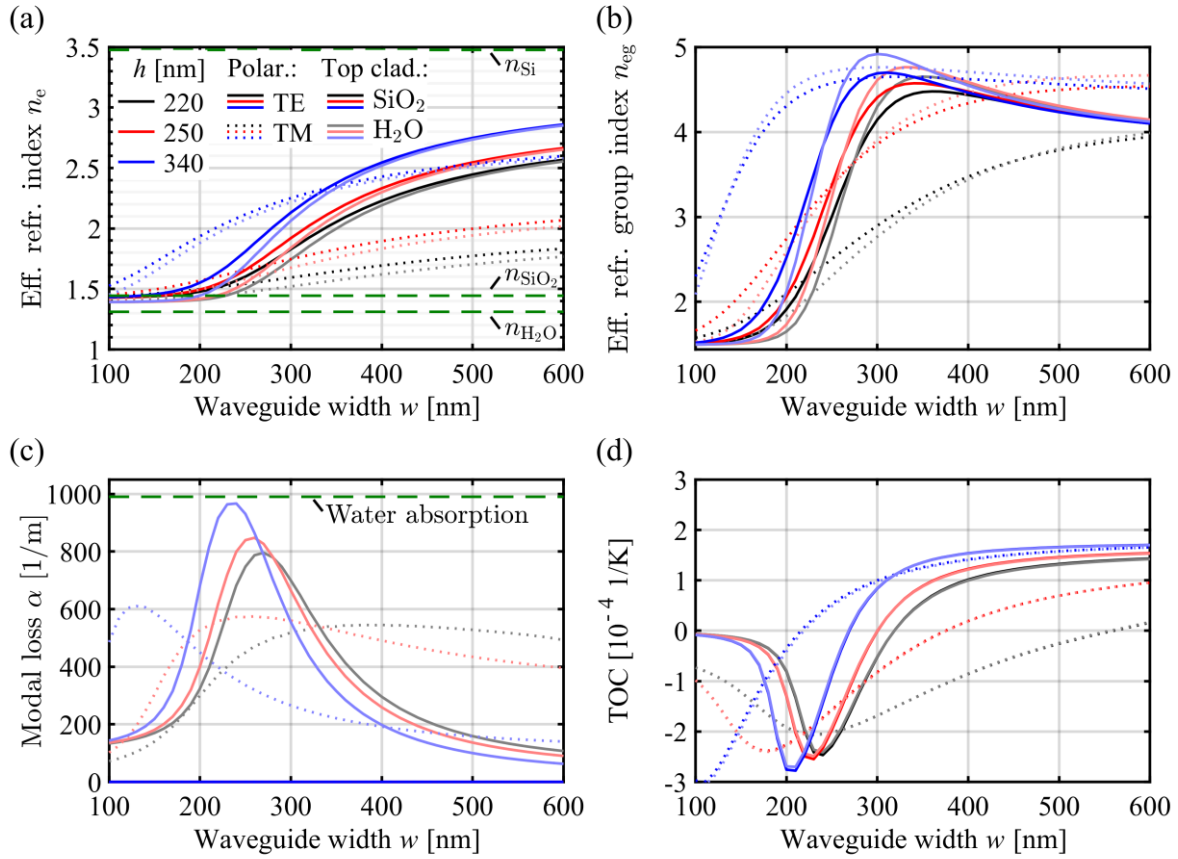 (a)
3.5
3
2.5
2
1.5
1
Eff. refr. index nₑ
h [nm] Polar.: Top clad.:
220 TE SiO₂
250 TM H₂O
340
n_Si
n_SiO₂
n_H₂O
100 200 300 400 500 600
Waveguide width w [nm]
(b)
5
4
3
2
Eff. refr. group index n_eg
100 200 300 400 500 600
Waveguide width w [nm]
(c)
1000
800
600
400
200
0
Modal loss α [1/m]
Water absorption
100 200 300 400 500 600
Waveguide width w [nm]
(d)
3
2
1
0
-1
-2
-3
TOC [10⁻⁴ 1/K]
100 200 300 400 500 600
Waveguide width w [nm]